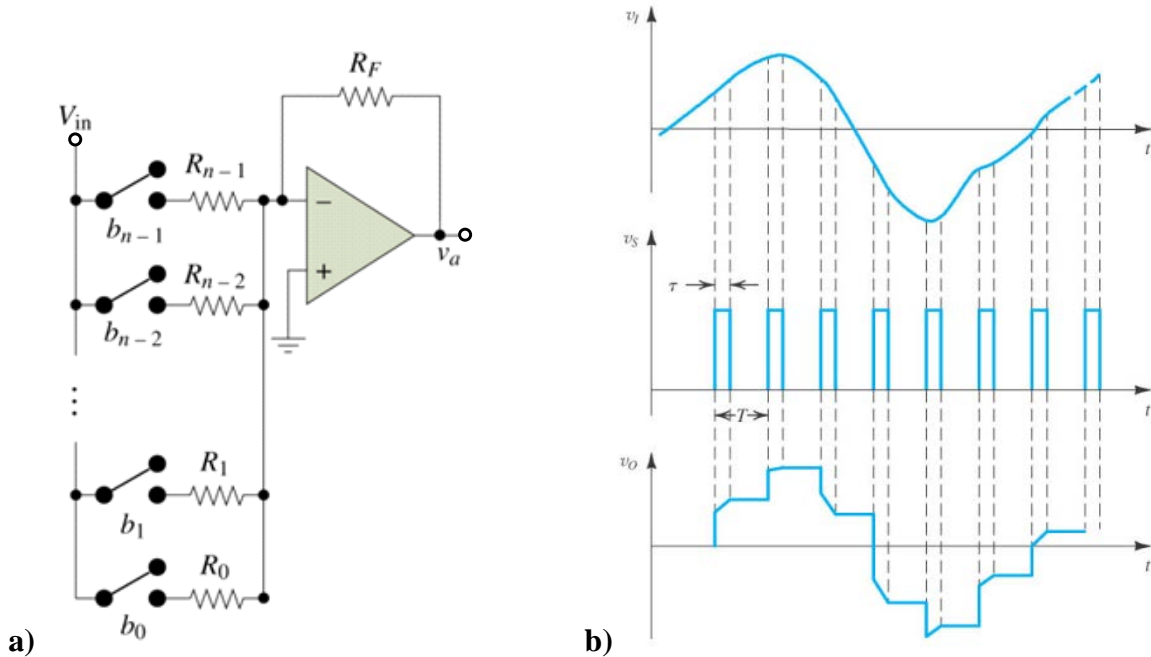 R_F
V_in
R_{n-1}
b_{n-1}
−
+
v_a
R_{n-2}
b_{n-2}
...
R_1
b_1
R_0
b_0
a)
v_I
t
v_S
τ
t
T
v_O
t
b)